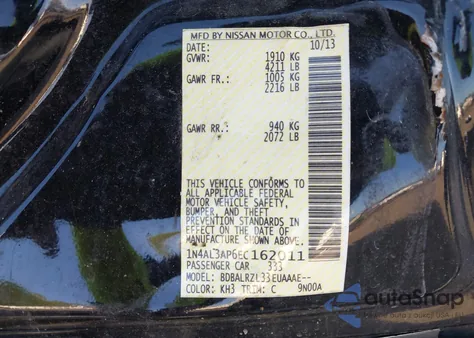 MFD BY NISSAN MOTOR CO., LTD.
DATE: 10/13
GVWR: 1910 KG
4211 LB
GAWR FR.: 1005 KG
2216 LB
GAWR RR.: 940 KG
2072 LB
THIS VEHICLE CONFORMS TO
ALL APPLICABLE FEDERAL
MOTOR VEHICLE SAFETY,
BUMPER, AND THEFT
PREVENTION STANDARDS IN
EFFECT ON THE DATE OF
MANUFACTURE SHOWN ABOVE.
1N4AL3AP6EC162011
PASSENGER CAR 333
MODEL: BDBALRZL33EUAAAE--
COLOR: KH3 TRIM: C 9N00A
autoSnap